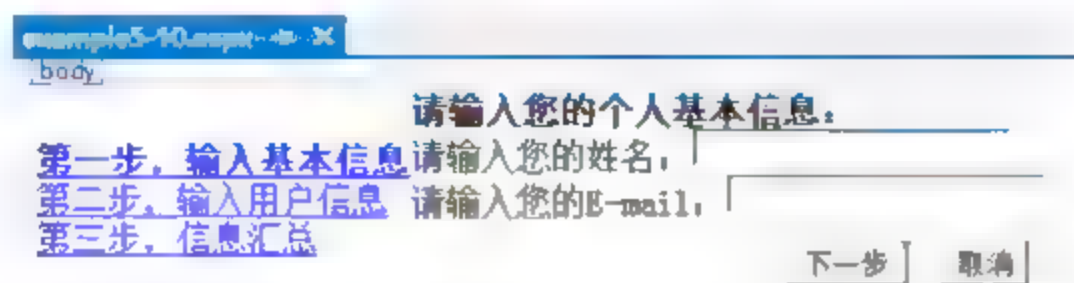 example5-10.aspx
body
请输入您的个人基本信息:
第一步，输入基本信息 请输入您的姓名，
第二步，输入用户信息 请输入您的E-mail，
第三步，信息汇总
下一步 取消